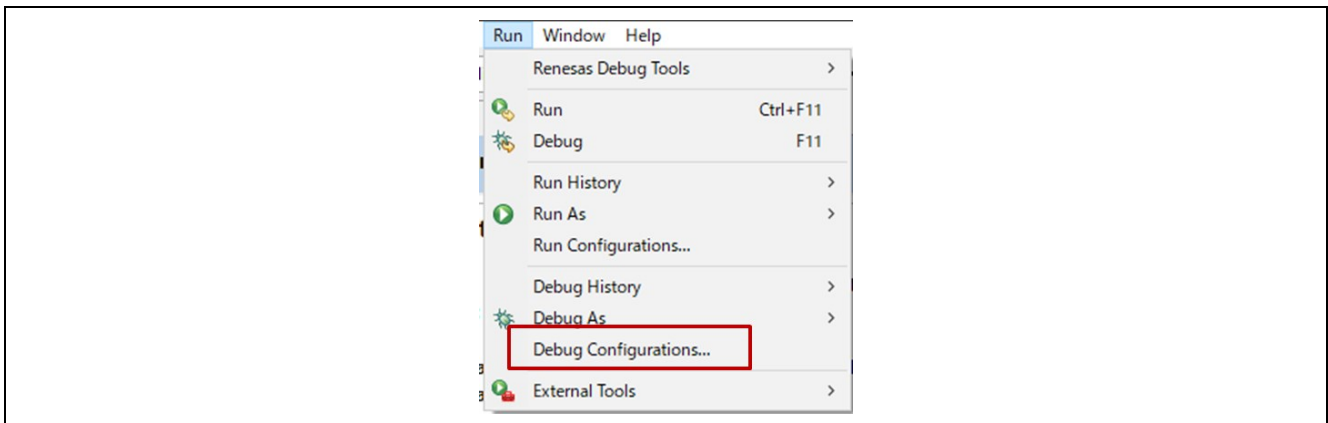 Run Window Help
Renesas Debug Tools >
Run Ctrl+F11
Debug F11
Run History >
Run As >
Run Configurations...
Debug History >
Debug As >
Debug Configurations...
External Tools >